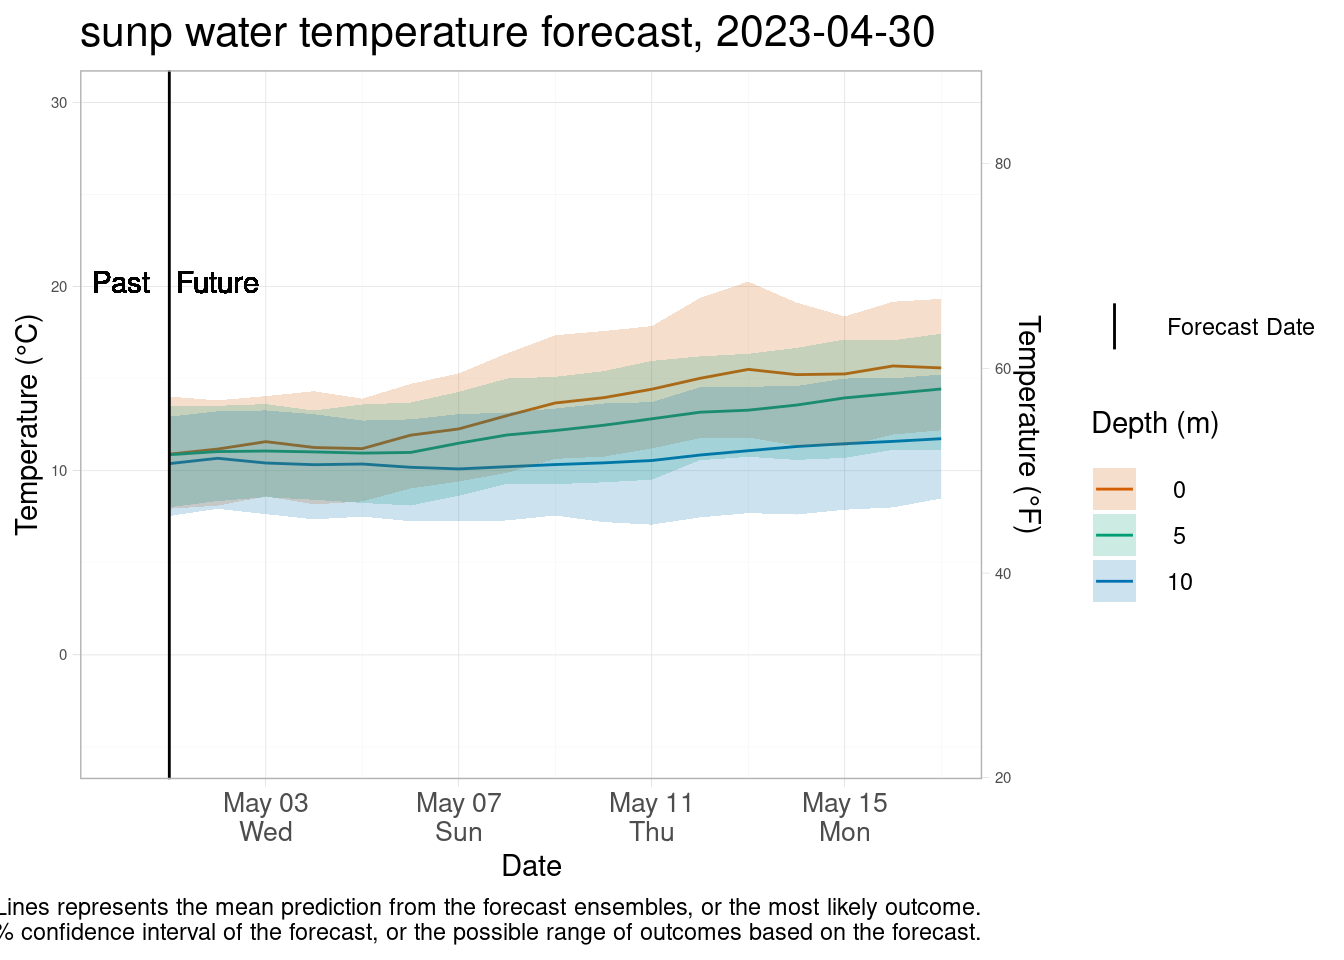 sunp water temperature forecast, 2023-04-30
30
20
10
0
Temperature (°C)
Past
Future
80
60
40
20
Temperature (°F)
May 03
Wed
May 07
Sun
May 11
Thu
May 15
Mon
Date
Forecast Date
Depth (m)
0
5
10
Lines represents the mean prediction from the forecast ensembles, or the most likely outcome.
% confidence interval of the forecast, or the possible range of outcomes based on the forecast.